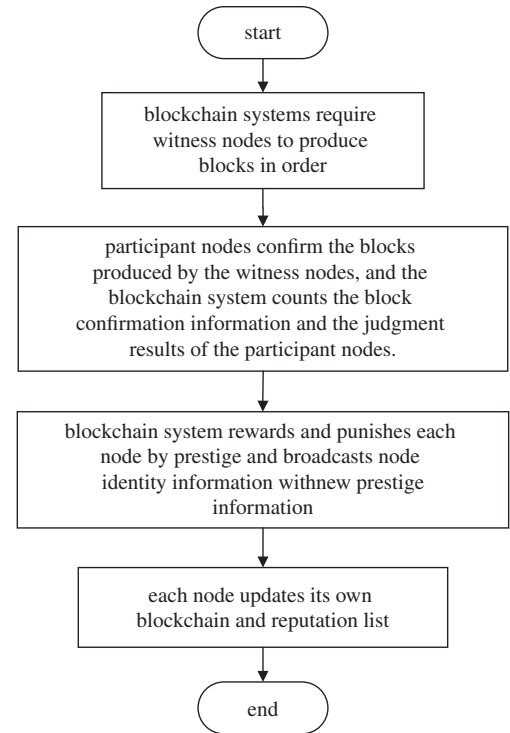 start
blockchain systems require
witness nodes to produce
blocks in order
participant nodes confirm the blocks
produced by the witness nodes, and the
blockchain system counts the block
confirmation information and the judgment
results of the participant nodes.
blockchain system rewards and punishes each
node by prestige and broadcasts node
identity information withnew prestige
information
each node updates its own
blockchain and reputation list
end